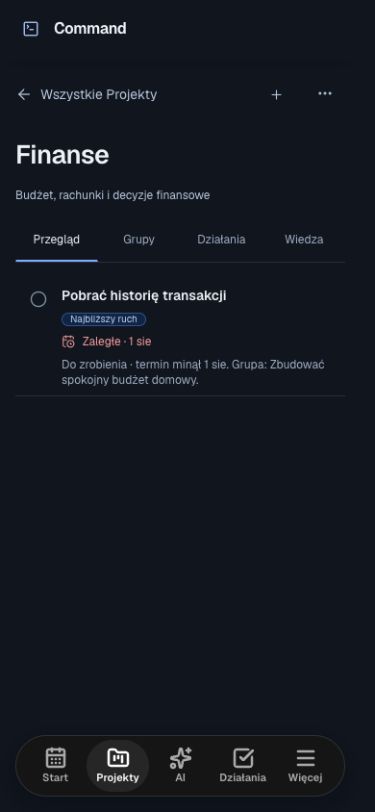 Command
Wszystkie Projekty
Finanse
Budżet, rachunki i decyzje finansowe
Przegląd Grupy Działania Wiedza
Pobrać historię transakcji
Najbliższy ruch
Zaległe · 1 sie
Do zrobienia · termin minął 1 sie. Grupa: Zbudować
spokojny budżet domowy.
Start Projekty AI Działania Więcej